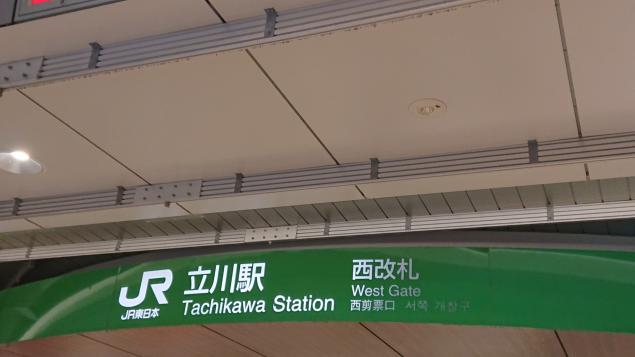 JR
JR東日本
立川駅
Tachikawa Station
西改札
West Gate
西剪票口 서쪽 개찰구